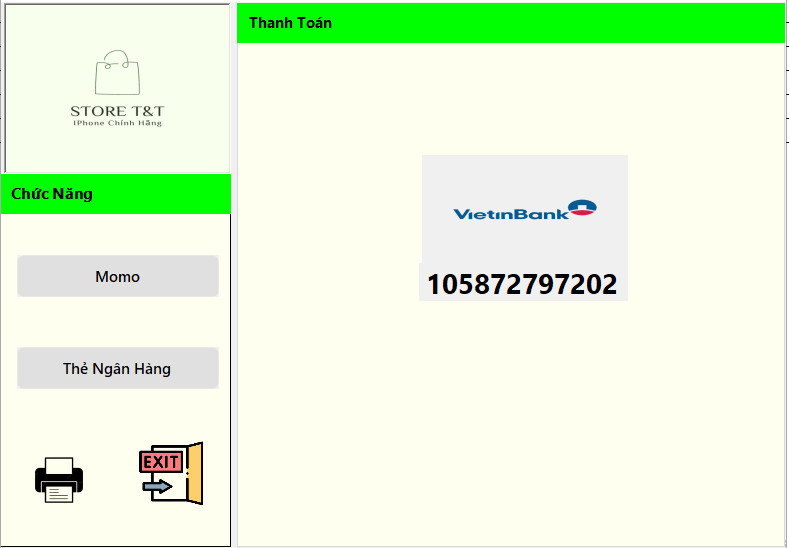 STORE T&T
IPhone Chính Hãng
Chức Năng
Momo
Thẻ Ngân Hàng
EXIT
Thanh Toán
VietinBank
105872797202